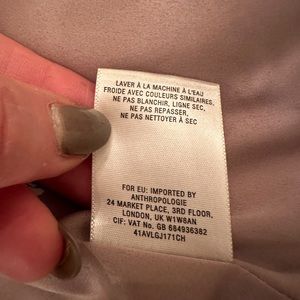 LAVER À LA MACHINE À L'EAU
FROIDE AVEC COULEURS SIMILAIRES,
NE PAS BLANCHIR, LIGNE SEC,
NE PAS REPASSER,
NE PAS NETTOYER À SEC
FOR EU: IMPORTED BY
ANTHROPOLOGIE
24 MARKET PLACE, 3RD FLOOR,
LONDON, UK W1W8AN
CIF: VAT No. GB 684936382
41AVLGJ171CH